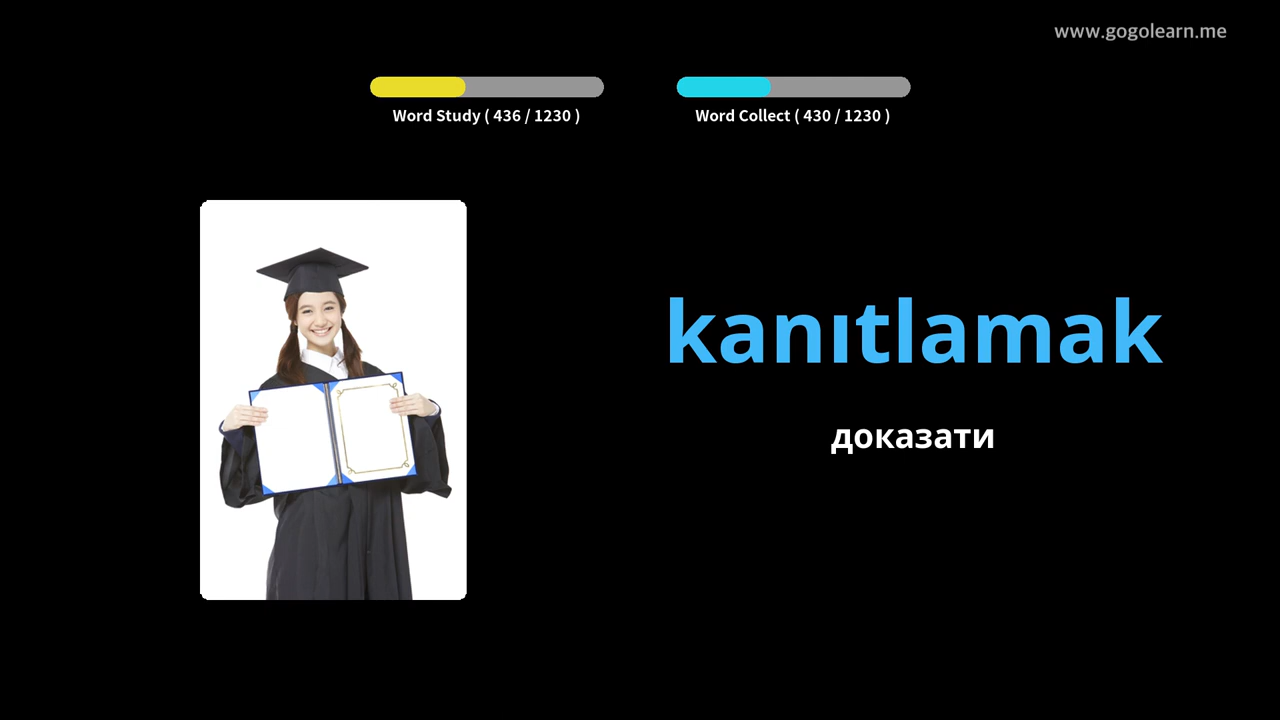 www.gogolearn.me
Word Study ( 436 / 1230 )
Word Collect ( 430 / 1230 )
kanıtlamak
доказати